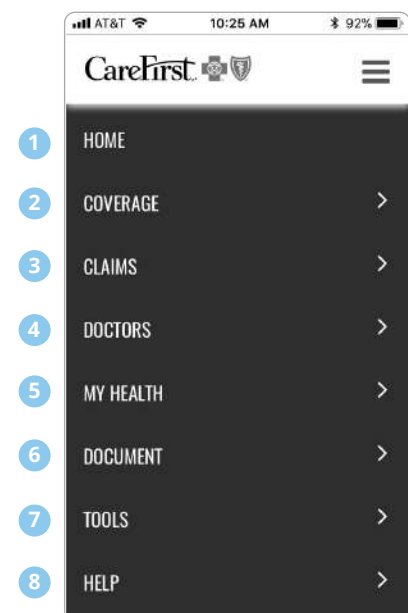 AT&T 10:25 AM 92%
CareFirst.
1 HOME
2 COVERAGE
3 CLAIMS
4 DOCTORS
5 MY HEALTH
6 DOCUMENT
7 TOOLS
8 HELP